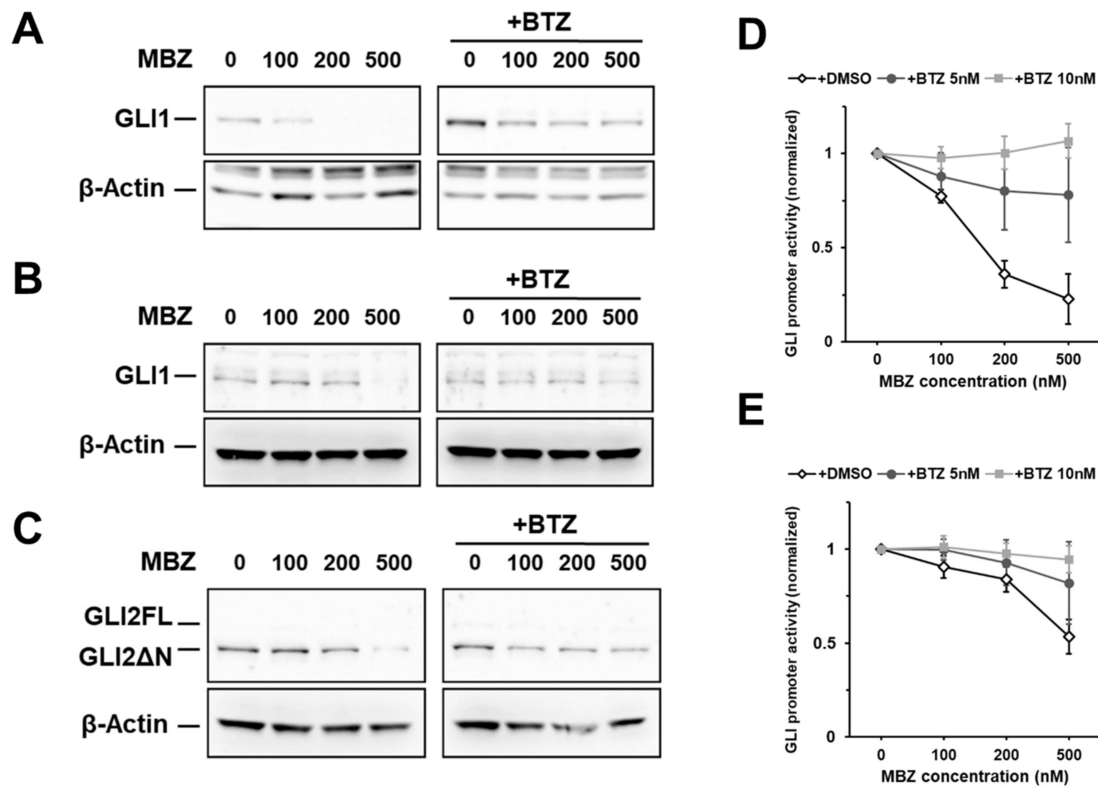 A
+BTZ
MBZ 0 100 200 500 0 100 200 500
GLI1
β-Actin
B
+BTZ
MBZ 0 100 200 500 0 100 200 500
GLI1
β-Actin
C
+BTZ
MBZ 0 100 200 500 0 100 200 500
GLI2FL
GLI2ΔN
β-Actin
D
+DMSO +BTZ 5nM +BTZ 10nM
GLI promoter activity (normalized)
1
0.5
0
0 100 200 500
MBZ concentration (nM)
E
+DMSO +BTZ 5nM +BTZ 10nM
GLI promoter activity (normalized)
1
0.5
0
0 100 200 500
MBZ concentration (nM)